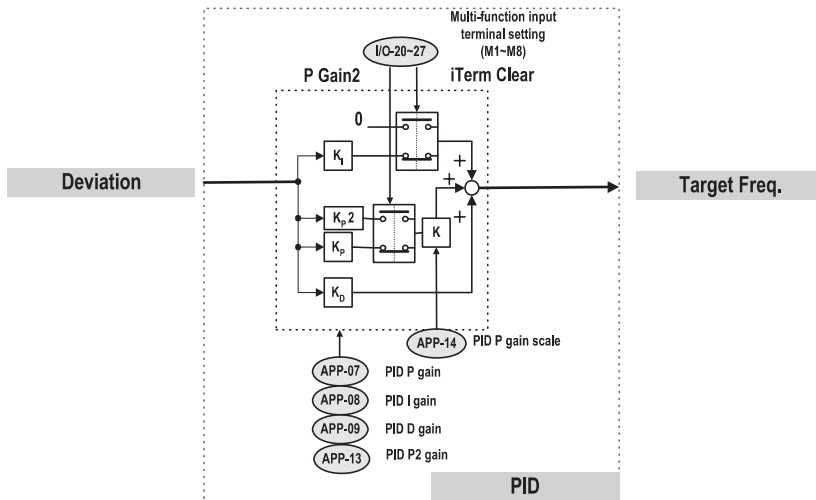 Multi-function input
terminal setting
(M1~M8)
I/O-20~27
P Gain2
iTerm Clear
0
K I
+
Deviation
+
Target Freq.
K P 2
+
K
K P
K D
APP-14 PID P gain scale
APP-07 PID P gain
APP-08 PID I gain
APP-09 PID D gain
APP-13 PID P2 gain
PID